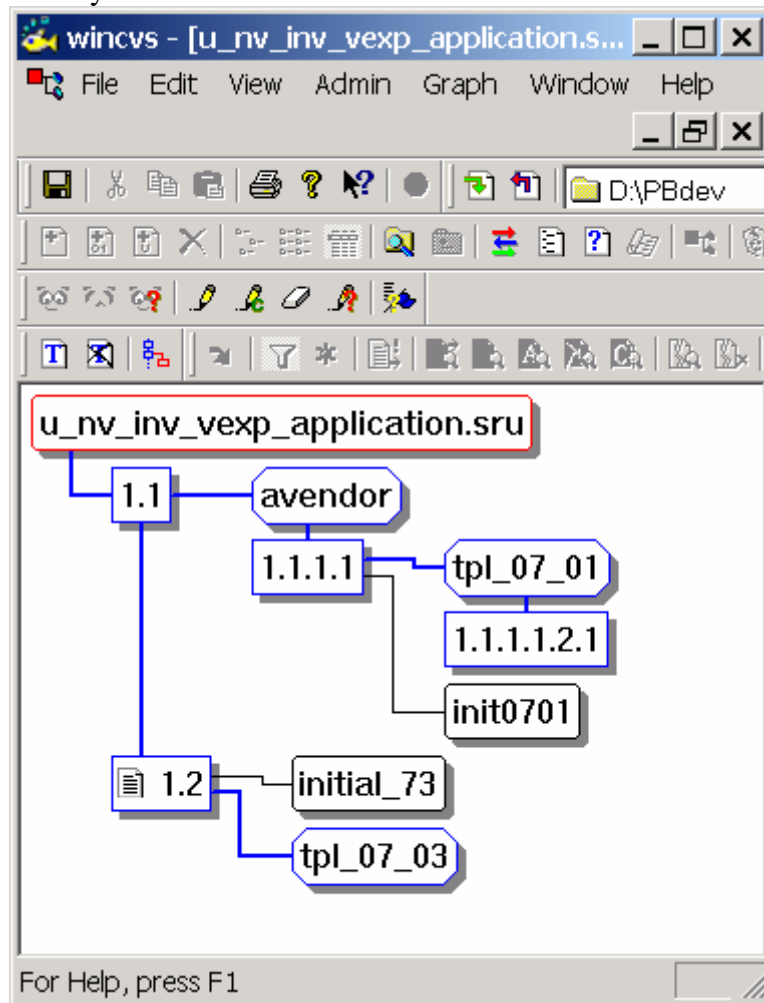 wincvs - [u_nv_inv_vexp_application.s...
File Edit View Admin Graph Window Help
D:\PBdev
u_nv_inv_vexp_application.sru
1.1 avendor
1.1.1.1 tpl_07_01
1.1.1.1.2.1
init0701
1.2 initial_73
tpl_07_03
For Help, press F1